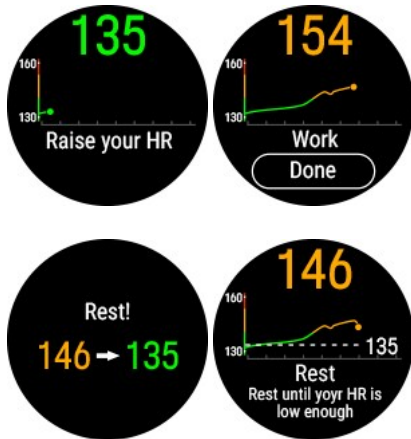 135
160
130
Raise your HR
154
160
130
Work
Done
Rest!
146 → 135
146
160
130
135
Rest
Rest until yoyr HR is
low enough